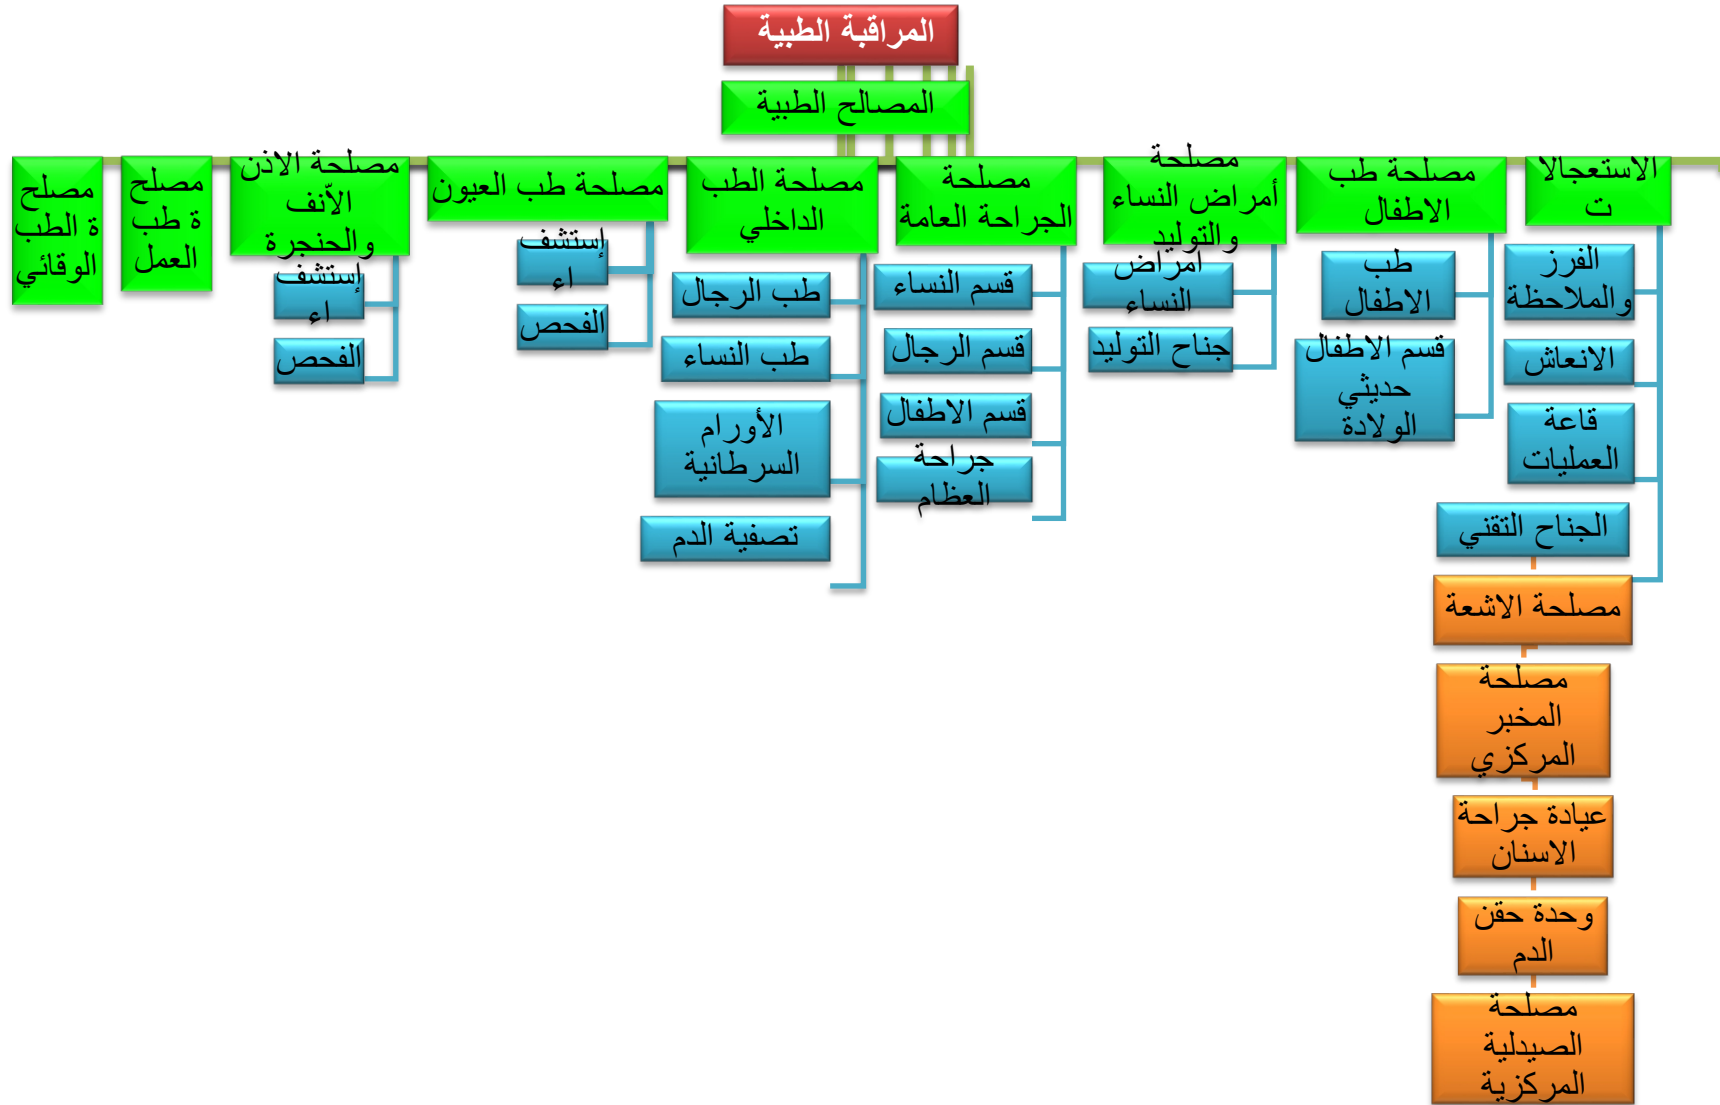 المراقبة الطبية
المصالح الطبية
الاستعجالا
ت
الفرز
والملاحظة
الانعاش
قاعة
العمليات
الجناح التقني
مصلحة الاشعة
مصلحة
المخبر
المركزي
عيادة جراحة
الاسنان
وحدة حقن
الدم
مصلحة
الصيدلية
المركزية
مصلحة طب
الاطفال
طب
الاطفال
قسم الاطفال
حديثي
الولادة
مصلحة
أمراض النساء
والتوليد
امراض
النساء
جناح التوليد
مصلحة
الجراحة العامة
قسم النساء
قسم الرجال
قسم الاطفال
جراحة
العظام
مصلحة الطب
الداخلي
طب الرجال
طب النساء
الأورام
السرطانية
تصفية الدم
مصلحة طب العيون
إستشف
اء
الفحص
مصلحة الاذن
الأنف
والحنجرة
إستشف
اء
الفحص
مصلح
ة طب
العمل
مصلح
ة الطب
الوقائي